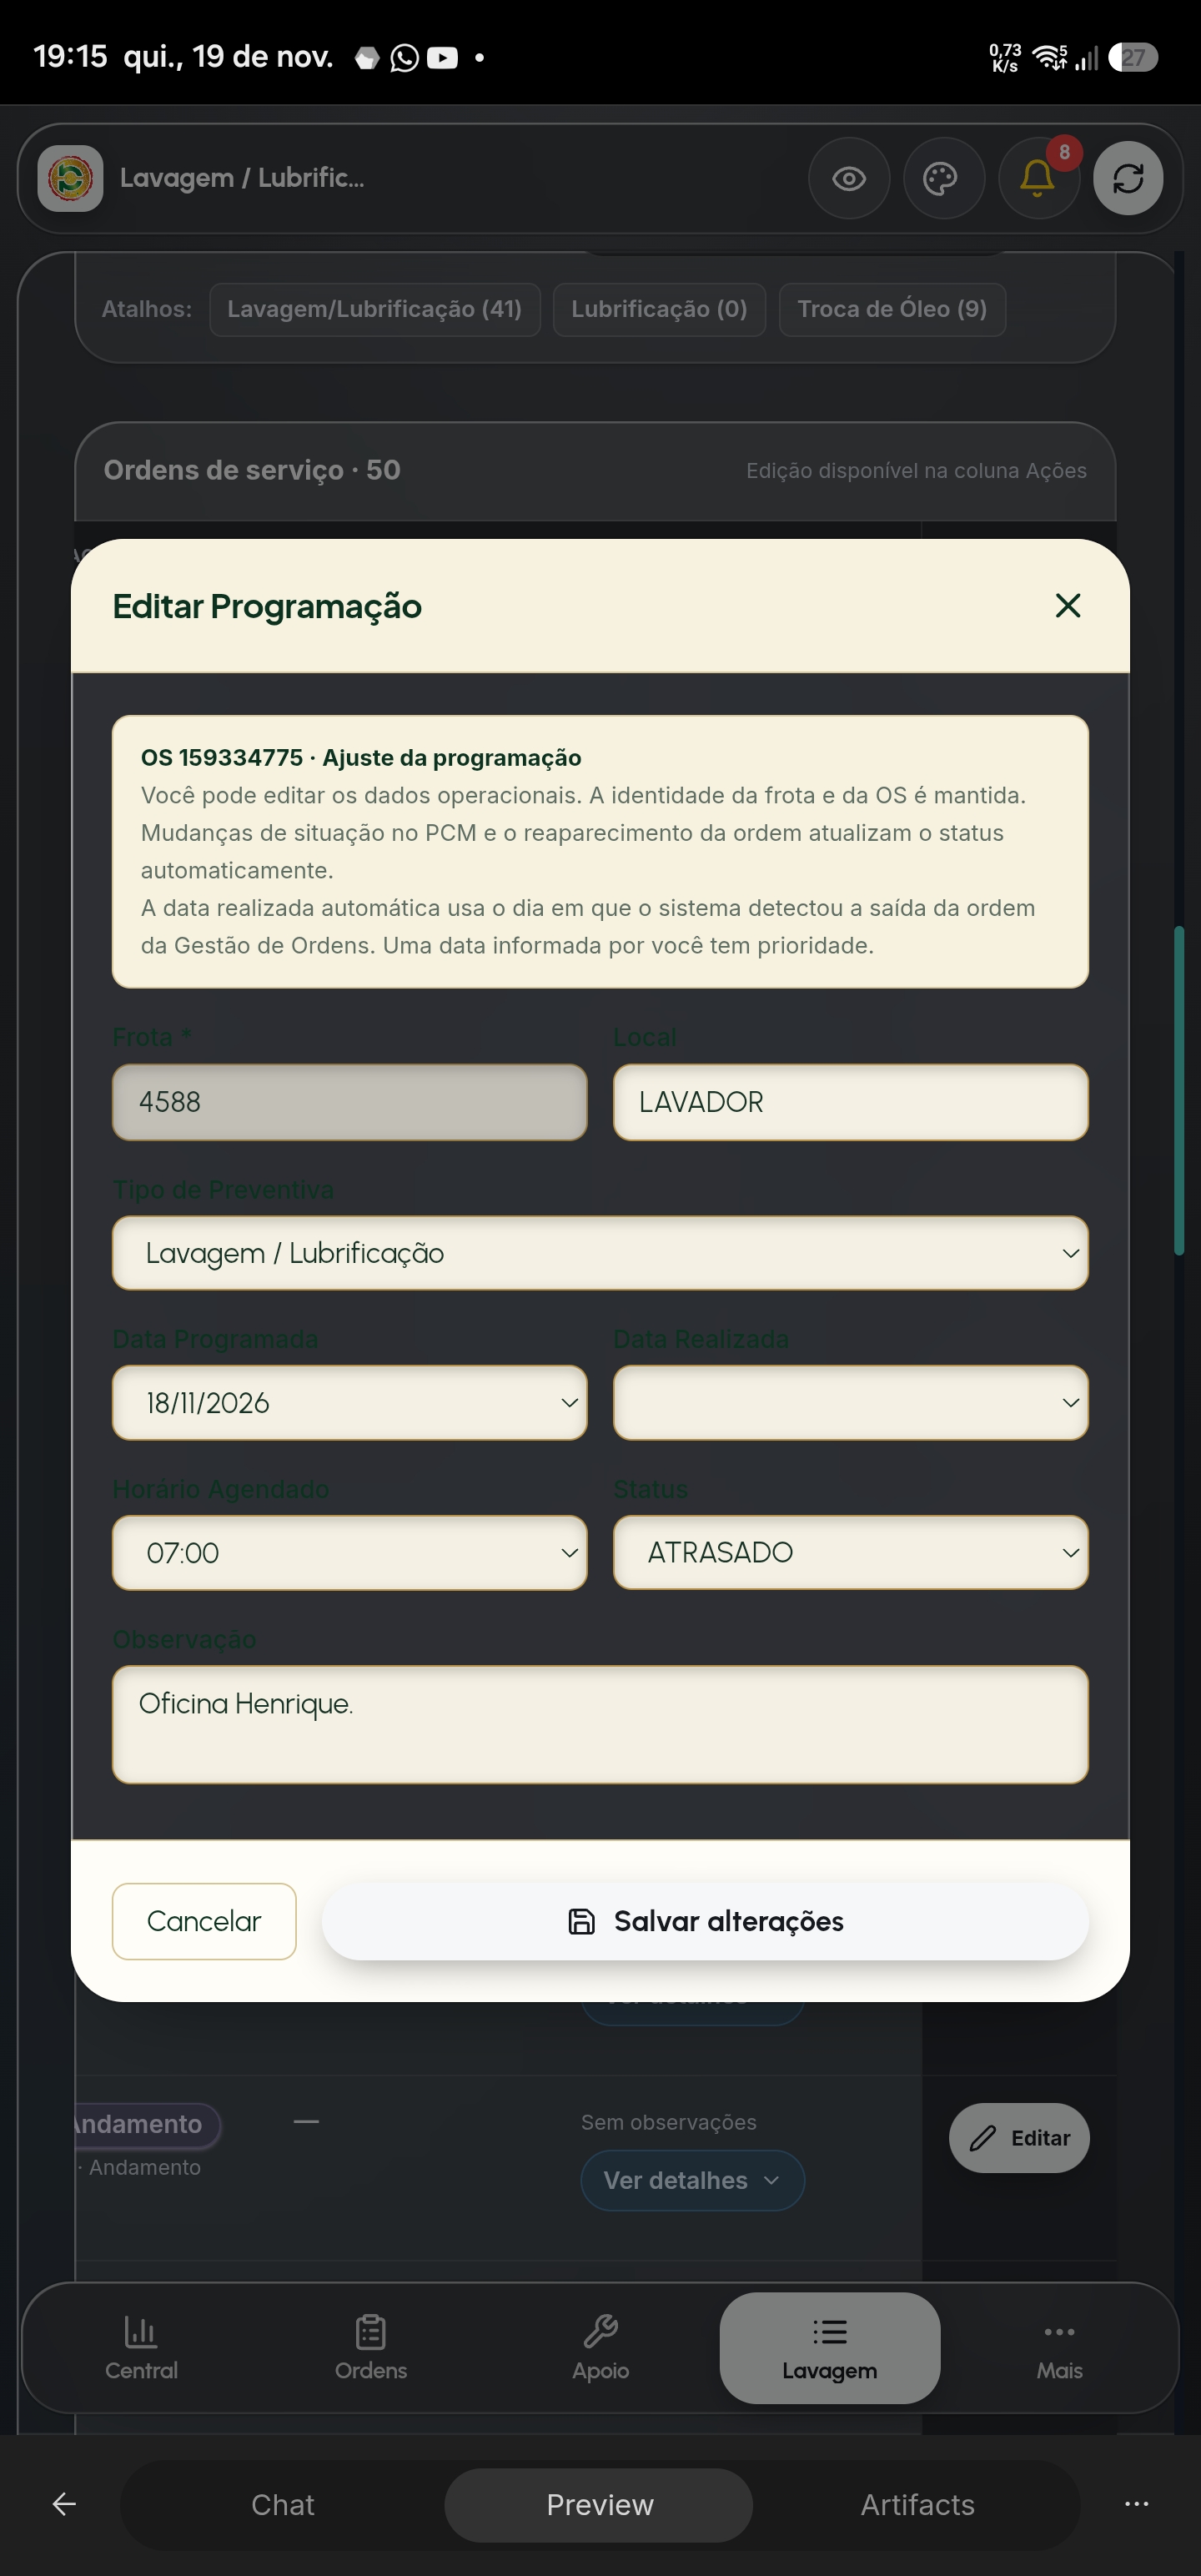 19:15 qui., 19 de nov.
0,73 K/s
5
27
Lavagem / Lubrific...
8
Atalhos: Lavagem/Lubrificação (41) Lubrificação (0) Troca de Óleo (9)
Ordens de serviço · 50
Edição disponível na coluna Ações
Editar Programação
OS 159334775 · Ajuste da programação
Você pode editar os dados operacionais. A identidade da frota e da OS é mantida.
Mudanças de situação no PCM e o reaparecimento da ordem atualizam o status
automaticamente.
A data realizada automática usa o dia em que o sistema detectou a saída da ordem
da Gestão de Ordens. Uma data informada por você tem prioridade.
Frota * Local
4588 LAVADOR
Tipo de Preventiva
Lavagem / Lubrificação
Data Programada Data Realizada
18/11/2026
Horário Agendado Status
07:00 ATRASADO
Observação
Oficina Henrique.
Cancelar Salvar alterações
Andamento — Sem observações Editar
· Andamento
Ver detalhes
Central Ordens Apoio Lavagem Mais
Chat Preview Artifacts